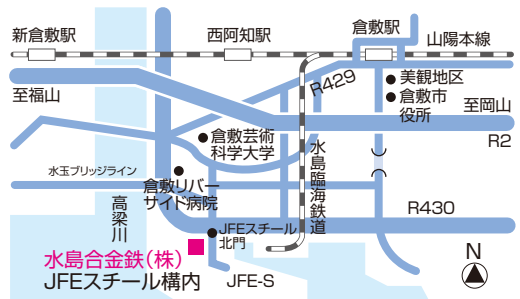 新倉敷駅
西阿知駅
倉敷駅
山陽本線
R429
美観地区
倉敷市
役所
至福山
至岡山
R2
倉敷芸術
科学大学
水島臨海鉄道
水玉ブリッジライン
倉敷リバー
サイド病院
高梁川
R430
JFEスチール
北門
水島合金鉄(株)
JFEスチール構内
JFE-S
N